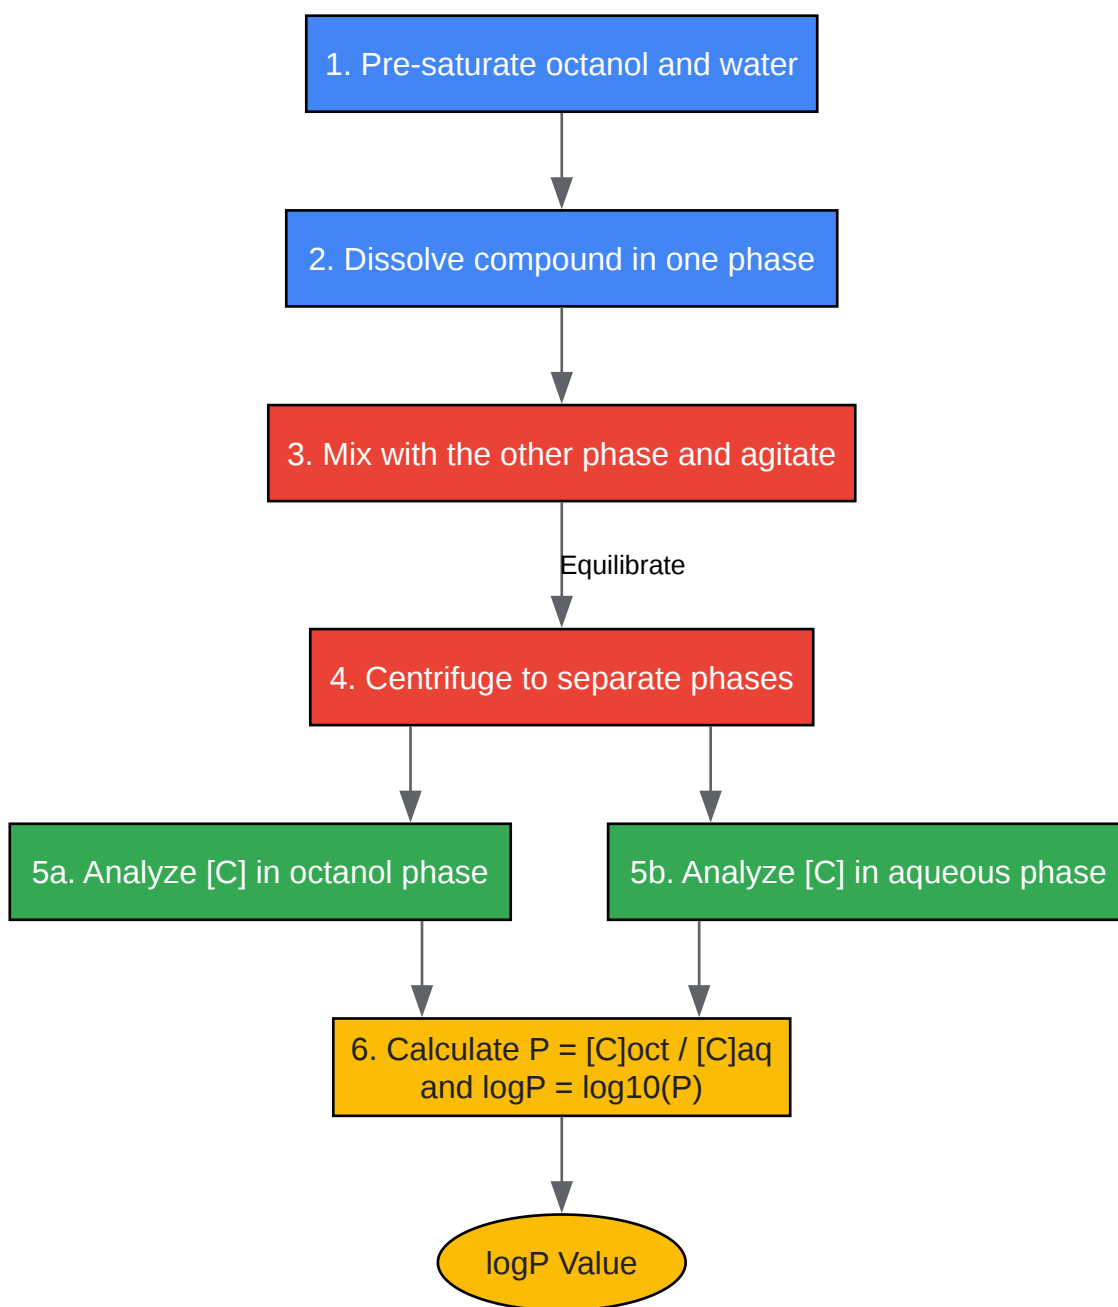 1. Pre-saturate octanol and water
2. Dissolve compound in one phase
3. Mix with the other phase and agitate
Equilibrate
4. Centrifuge to separate phases
5a. Analyze [C] in octanol phase
5b. Analyze [C] in aqueous phase
6. Calculate P = [C]oct / [C]aq
and logP = log10(P)
logP Value